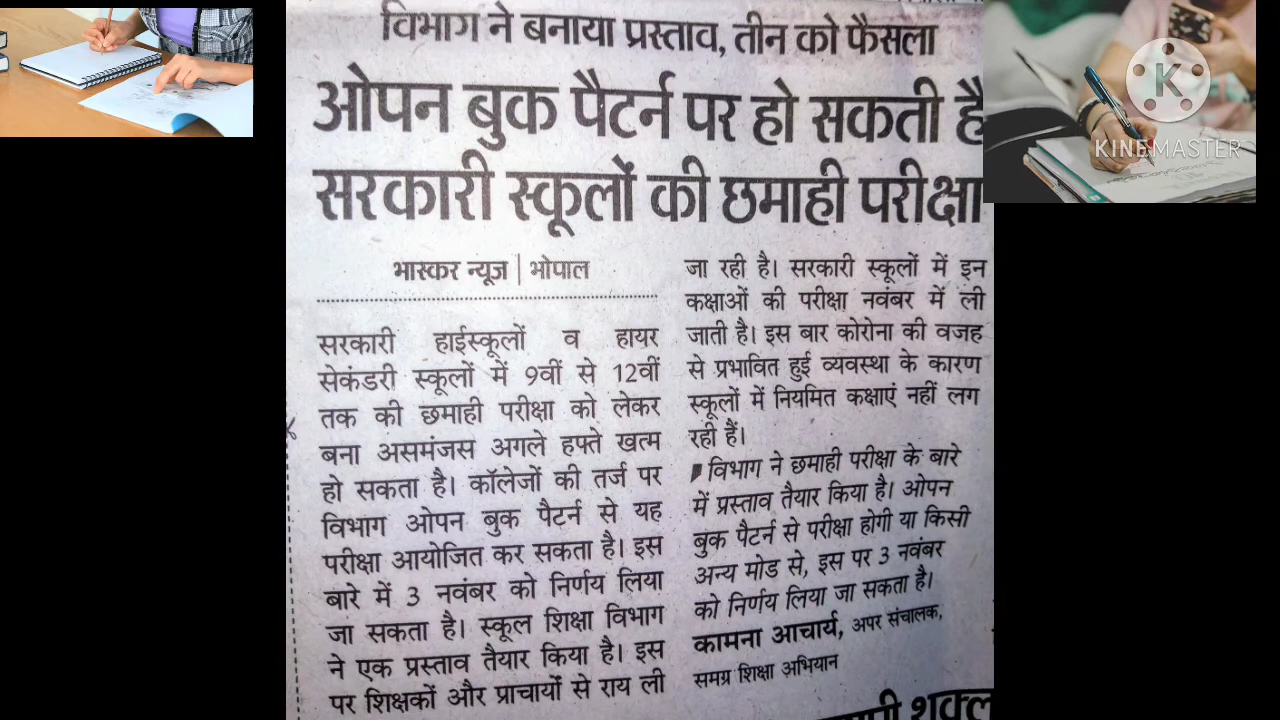 विभाग ने बनाया प्रस्ताव, तीन को फैसला
ओपन बुक पैटर्न पर हो सकती है
सरकारी स्कूलों की छमाही परीक्षा
भास्कर न्यूज | भोपाल
सरकारी हाईस्कूलों व हायर
सेकंडरी स्कूलों में 9वीं से 12वीं
तक की छमाही परीक्षा को लेकर
बना असमंजस अगले हफ्ते खत्म
हो सकता है। कॉलेजों की तर्ज पर
विभाग ओपन बुक पैटर्न से यह
परीक्षा आयोजित कर सकता है। इस
बारे में 3 नवंबर को निर्णय लिया
जा सकता है। स्कूल शिक्षा विभाग
ने एक प्रस्ताव तैयार किया है। इस
पर शिक्षकों और प्राचार्यों से राय ली
जा रही है। सरकारी स्कूलों में इन
कक्षाओं की परीक्षा नवंबर में ली
जाती है। इस बार कोरोना की वजह
से प्रभावित हुई व्यवस्था के कारण
स्कूलों में नियमित कक्षाएं नहीं लग
रही हैं।
विभाग ने छमाही परीक्षा के बारे
में प्रस्ताव तैयार किया है। ओपन
बुक पैटर्न से परीक्षा होगी या किसी
अन्य मोड से, इस पर 3 नवंबर
को निर्णय लिया जा सकता है।
कामना आचार्य, अपर संचालक,
समग्र शिक्षा अभियान
K
KINEMASTER